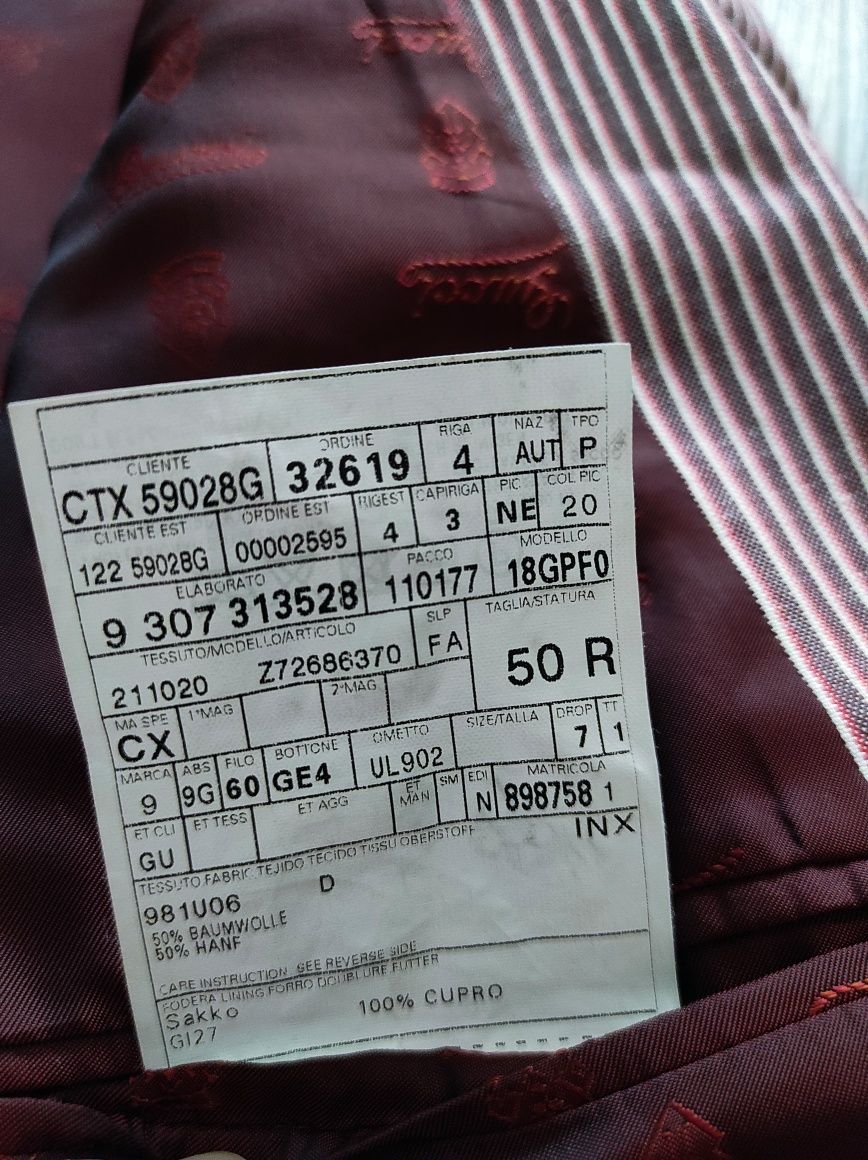 Gucci
CLIENTE ORDINE RIGA NAZ TPO
CTX 59028G 32619 4 AUT P
CLIENTE EST ORDINE EST RIGEST CAPIRIGA PIC COL PIC
122 59028G 00002595 4 3 NE 20
ELABORATO PACCO MODELLO
9 307 313528 110177 18GPF0
TESSUTO/MODELLO/ARTICOLO SLP TAGLIA/STATURA
211020 Z72686370 FA 50 R
MA SPE 1°MAG 2°MAG
CX
SIZE/TALLA DROP TT
7 1
MARCA ABS FILO BOTTONE OMETTO
9 9G 60 GE4 UL902
ET CLI ET TESS ET AGG ET MAN SM EDI MATRICOLA
GU N 898758 1
INX
TESSUTO FABRIC TEJIDO TECIDO TISSU OBERSTOFF
981U06 D
50% BAUMWOLLE
50% HANF
CARE INSTRUCTION SEE REVERSE SIDE
FODERA LINING FORRO DOUBLURE FUTTER
Sakko 100% CUPRO
GI27